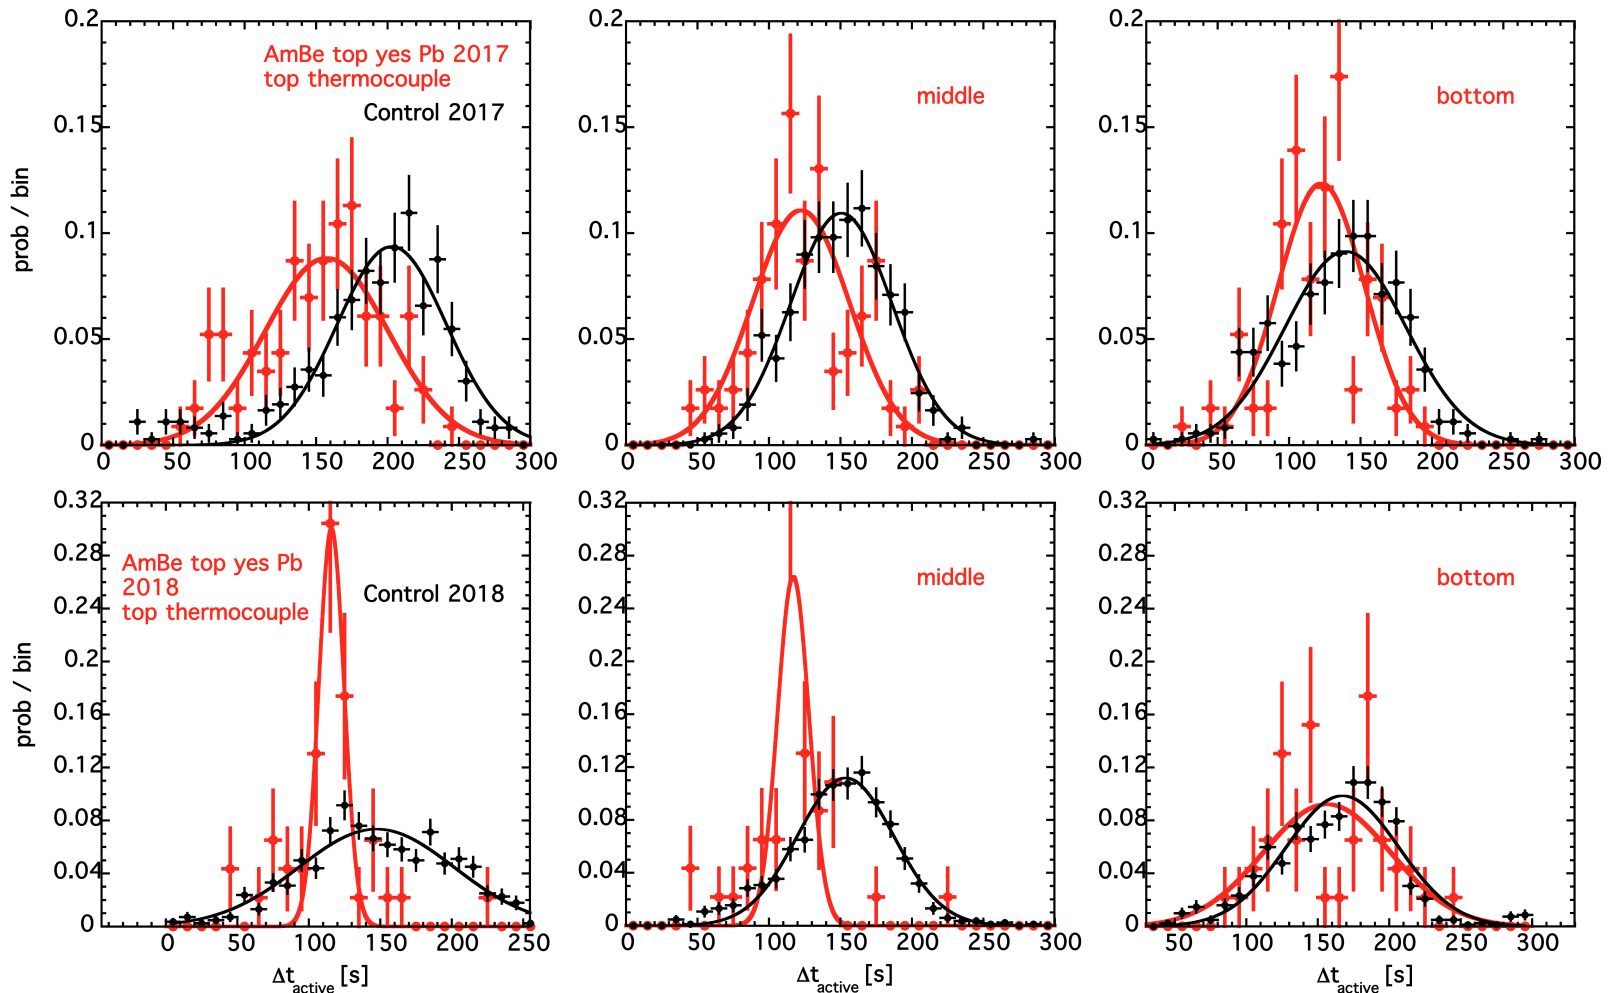 0.2
0.15
0.1
0.05
0
prob / bin
AmBe top yes Pb 2017
top thermocouple
Control 2017
0 50 100 150 200 250 300
0.2
0.15
0.1
0.05
0
middle
0 50 100 150 200 250 300
0.2
0.15
0.1
0.05
0
bottom
0 50 100 150 200 250 300
0.32
0.28
0.24
0.2
0.16
0.12
0.08
0.04
0
prob / bin
AmBe top yes Pb
2018
top thermocouple
Control 2018
0 50 100 150 200 250
Δt_active [s]
0.32
0.28
0.24
0.2
0.16
0.12
0.08
0.04
0
middle
0 50 100 150 200 250 300
Δt_active [s]
0.32
0.28
0.24
0.2
0.16
0.12
0.08
0.04
0
bottom
50 100 150 200 250 300
Δt_active [s]